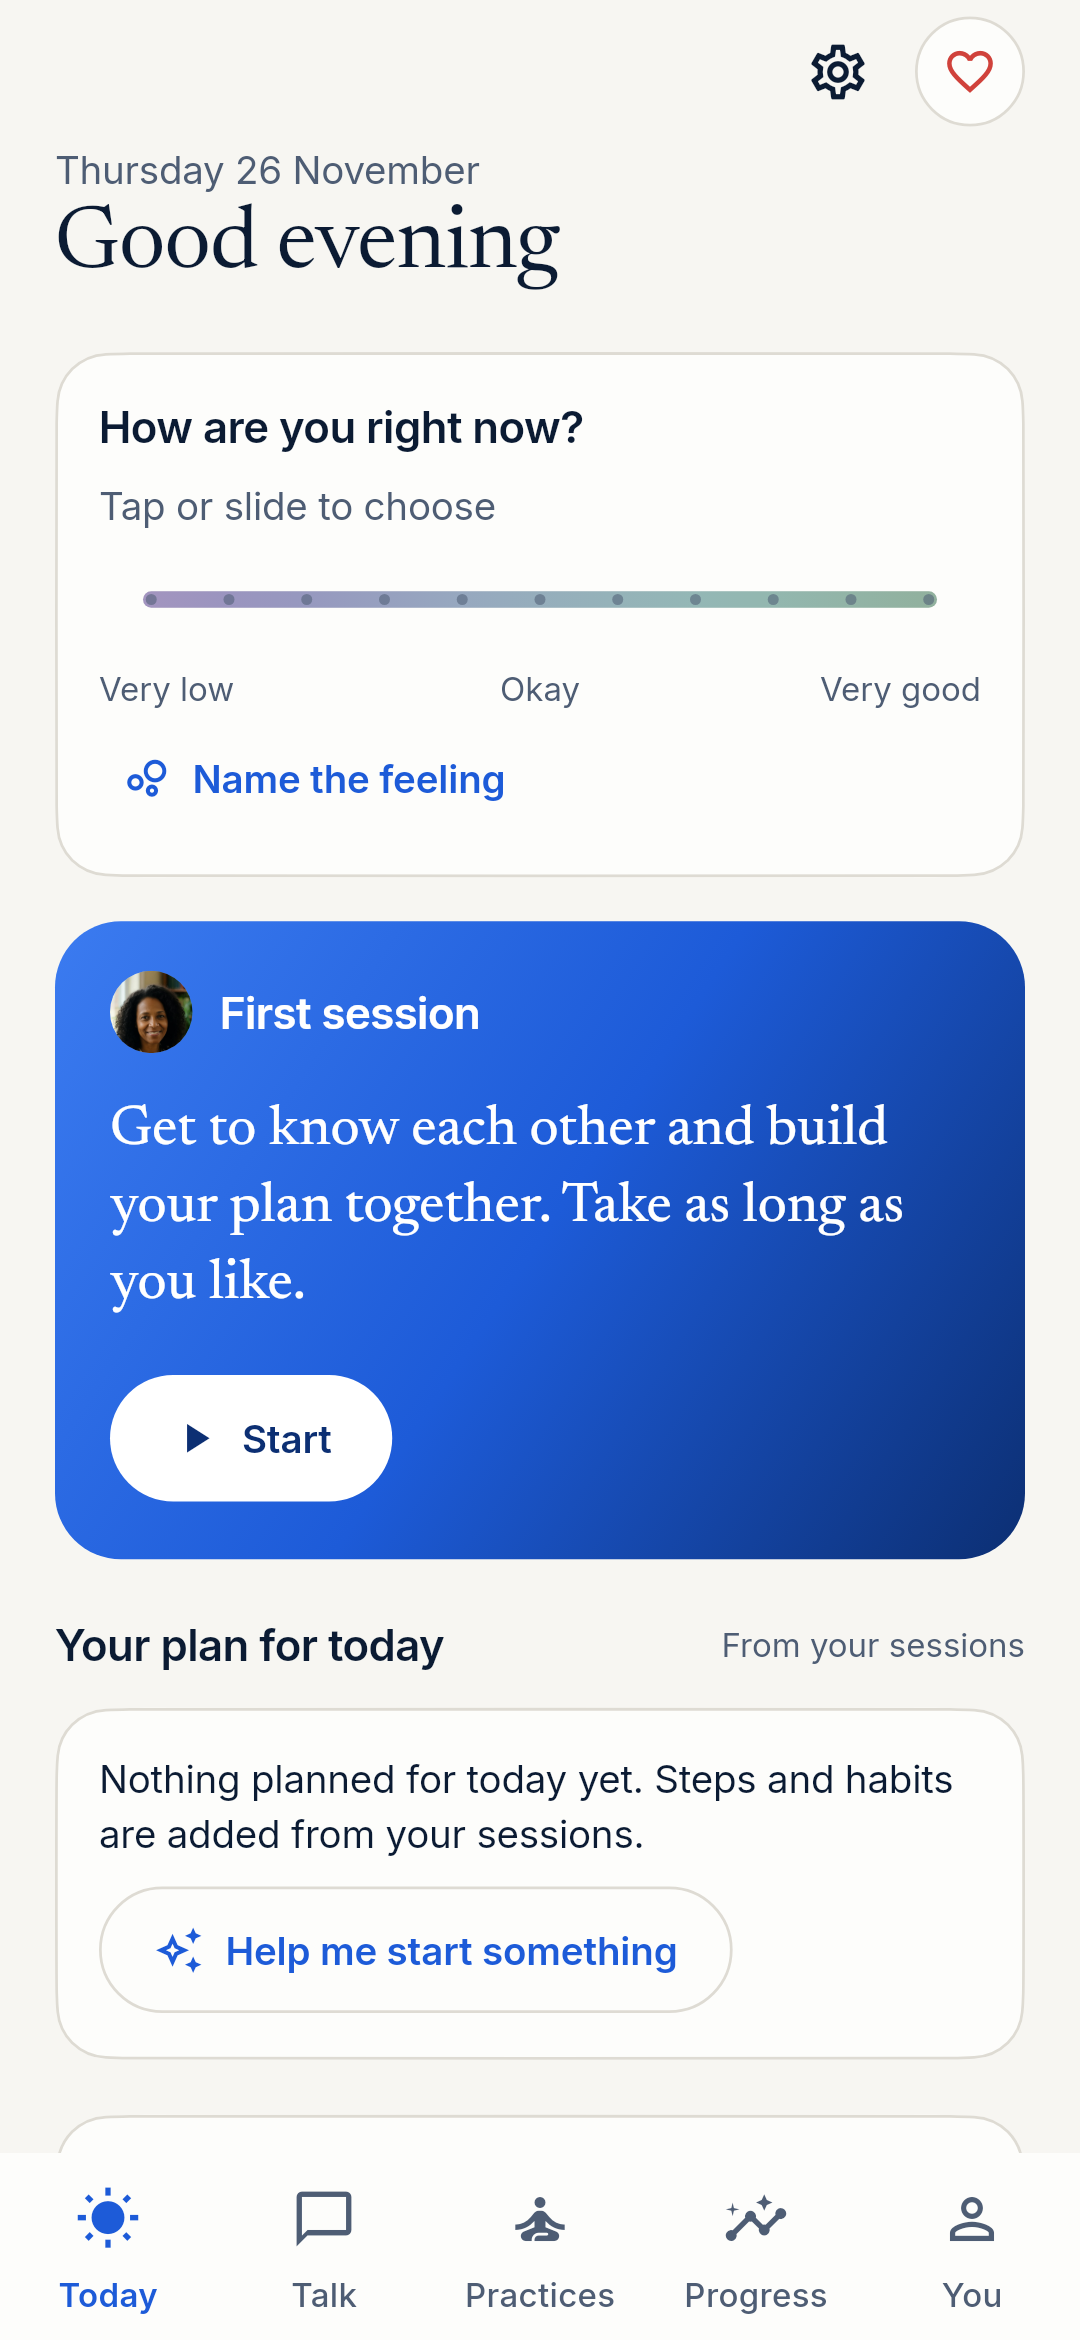 Thursday 26 November
Good evening
How are you right now?
Tap or slide to choose
Very low Okay Very good
Name the feeling
First session
Get to know each other and build
your plan together. Take as long as
you like.
Start
Your plan for today From your sessions
Nothing planned for today yet. Steps and habits
are added from your sessions.
Help me start something
Today Talk Practices Progress You